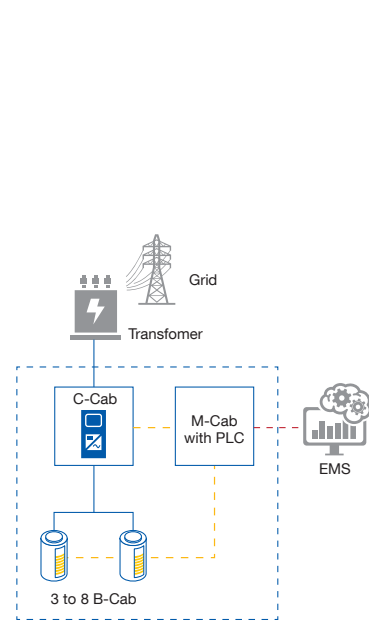 Grid
Transfomer
C-Cab
M-Cab
with PLC
EMS
3 to 8 B-Cab